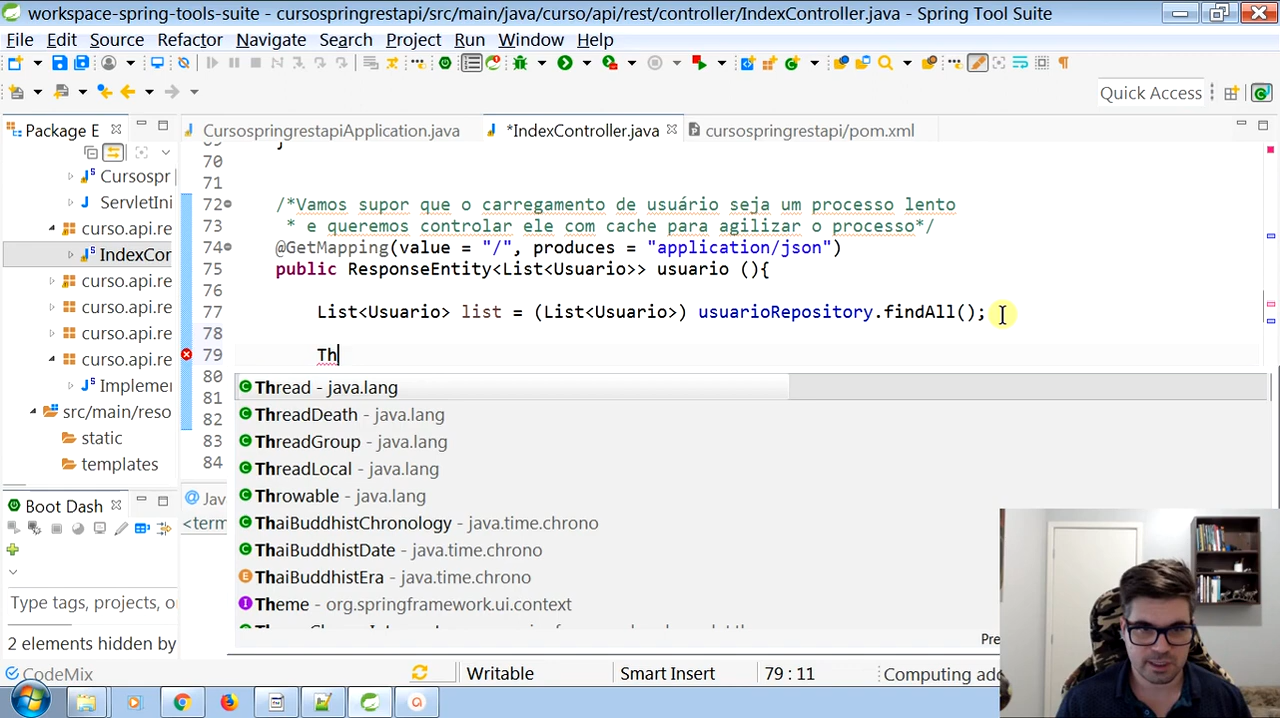 workspace-spring-tools-suite - cursospringrestapi/src/main/java/curso/api/rest/controller/IndexController.java - Spring Tool Suite
File Edit Source Refactor Navigate Search Project Run Window Help
Quick Access
Package E
CursospringrestapiApplication.java
*IndexController.java
cursospringrestapi/pom.xml
Cursospr
ServletIni
curso.api.re
IndexCor
curso.api.re
curso.api.re
curso.api.re
curso.api.re
Implemer
src/main/reso
static
templates
70
71
72 /*Vamos supor que o carregamento de usuário seja um processo lento
73 * e queremos controlar ele com cache para agilizar o processo*/
74 @GetMapping(value = "/", produces = "application/json")
75 public ResponseEntity<List<Usuario>> usuario (){
76
77 List<Usuario> list = (List<Usuario>) usuarioRepository.findAll();
78
79 Th
80
81
82
83
84
Thread - java.lang
ThreadDeath - java.lang
ThreadGroup - java.lang
ThreadLocal - java.lang
Throwable - java.lang
ThaiBuddhistChronology - java.time.chrono
ThaiBuddhistDate - java.time.chrono
ThaiBuddhistEra - java.time.chrono
Theme - org.springframework.ui.context
Pre
@ Jav
<term
Boot Dash
Type tags, projects, o
2 elements hidden by
CodeMix
Writable
Smart Insert
79 : 11
Computing add